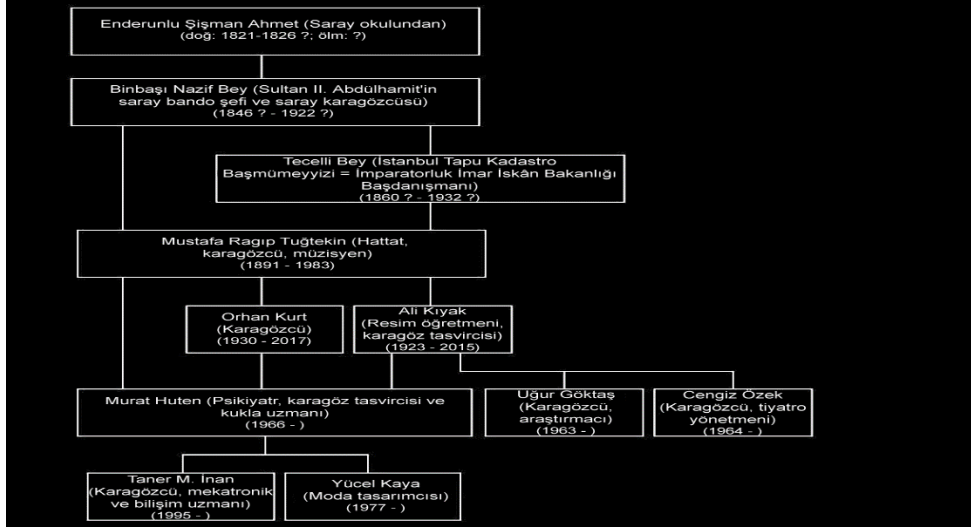 Enderunlu Şişman Ahmet (Saray okulundan)
(doğ: 1821-1826 ?; ölm: ?)
Binbaşı Nazif Bey (Sultan II. Abdülhamit'in
saray bando şefi ve saray karagözcüsü)
(1846 ? - 1922 ?)
Tecelli Bey (İstanbul Tapu Kadastro
Başmümeyyizi = İmparatorluk İmar İskân Bakanlığı
Başdanışmanı)
(1860 ? - 1932 ?)
Mustafa Ragıp Tuğtekin (Hattat,
karagözcü, müzisyen)
(1891 - 1983)
Orhan Kurt
(Karagözcü)
(1930 - 2017)
Ali Kıyak
(Resim öğretmeni,
karagöz tasvircisi)
(1923 - 2015)
Murat Huten (Psikiyatr, karagöz tasvircisi ve
kukla uzmanı)
(1966 - )
Uğur Göktaş
(Karagözcü,
araştırmacı)
(1963 - )
Cengiz Özek
(Karagözcü, tiyatro
yönetmeni)
(1964 - )
Taner M. İnan
(Karagözcü, mekatronik
ve bilişim uzmanı)
(1995 - )
Yücel Kaya
(Moda tasarımcısı)
(1977 - )